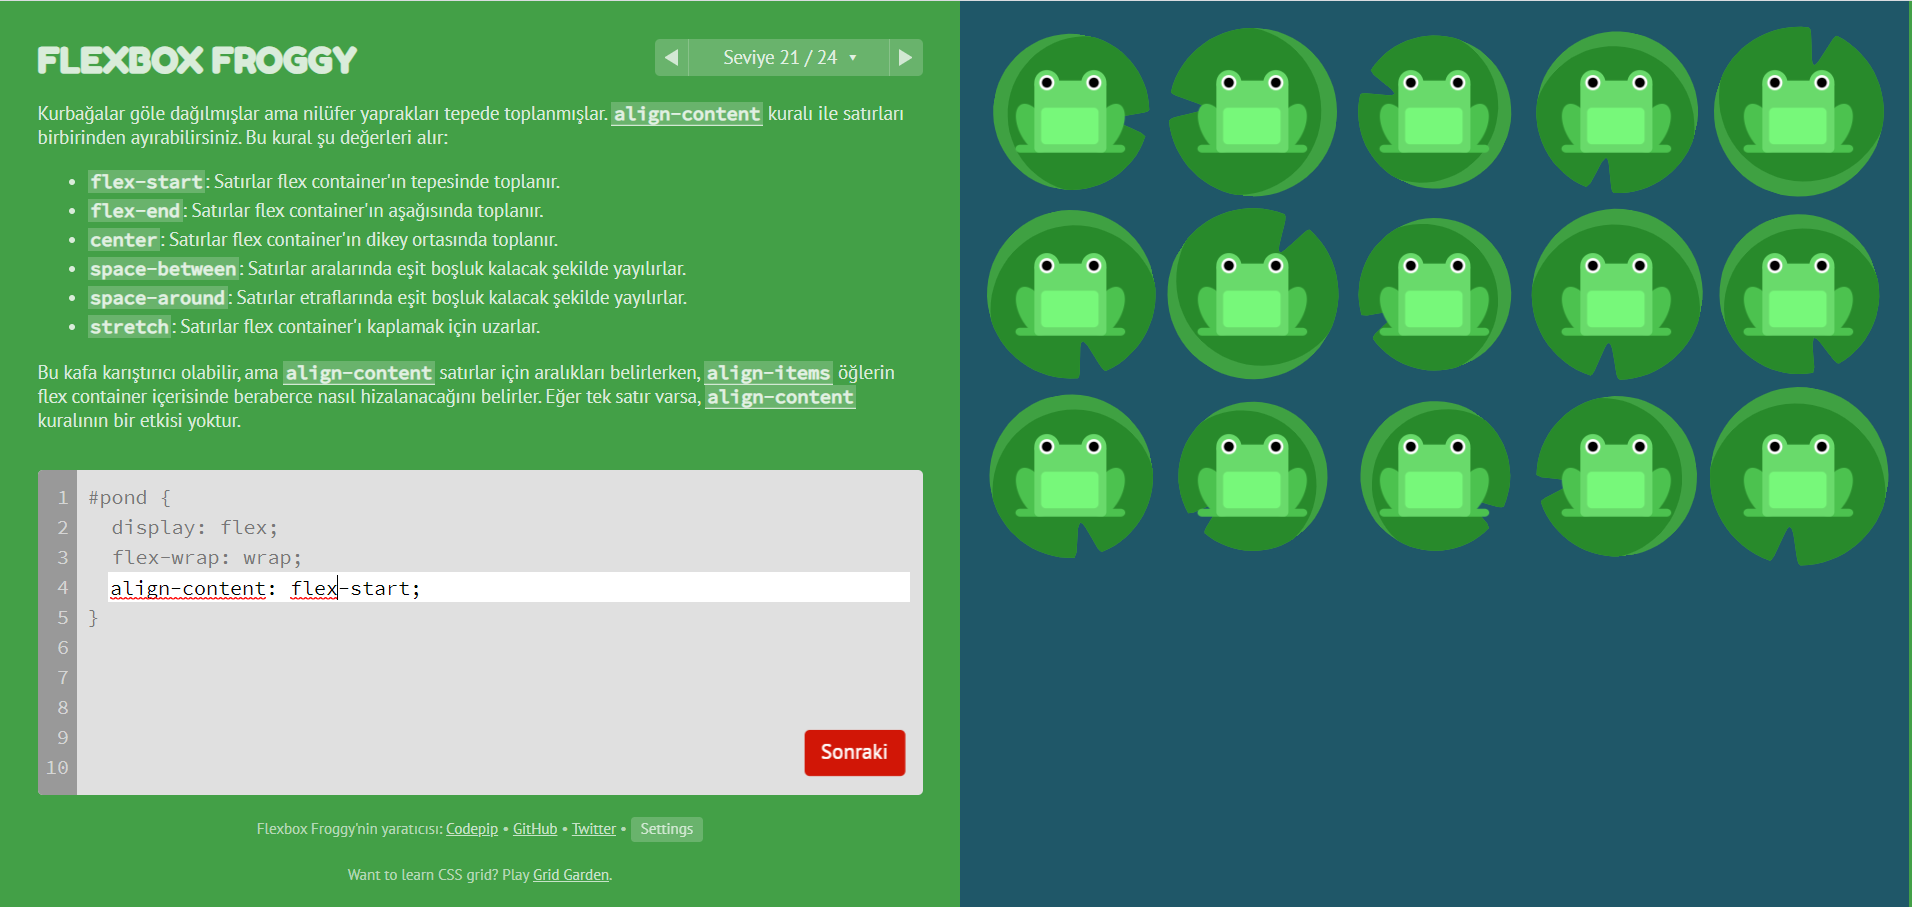 FLEXBOX FROGGY
Seviye 21 / 24 ▾
Kurbağalar göle dağılmışlar ama nilüfer yaprakları tepede toplanmışlar. align-content kuralı ile satırları
birbirinden ayırabilirsiniz. Bu kural şu değerleri alır:
• flex-start: Satırlar flex container'ın tepesinde toplanır.
• flex-end: Satırlar flex container'ın aşağısında toplanır.
• center: Satırlar flex container'ın dikey ortasında toplanır.
• space-between: Satırlar aralarında eşit boşluk kalacak şekilde yayılırlar.
• space-around: Satırlar etraflarında eşit boşluk kalacak şekilde yayılırlar.
• stretch: Satırlar flex container'ı kaplamak için uzarlar.
Bu kafa karıştırıcı olabilir, ama align-content satırlar için aralıkları belirlerken, align-items öğlerin
flex container içerisinde beraberce nasıl hizalanacağını belirler. Eğer tek satır varsa, align-content
kuralının bir etkisi yoktur.
1 #pond {
2 display: flex;
3 flex-wrap: wrap;
4 align-content: flex-start;
5 }
6
7
8
9
10
Sonraki
Flexbox Froggy'nin yaratıcısı: Codepip • GitHub • Twitter • Settings
Want to learn CSS grid? Play Grid Garden.